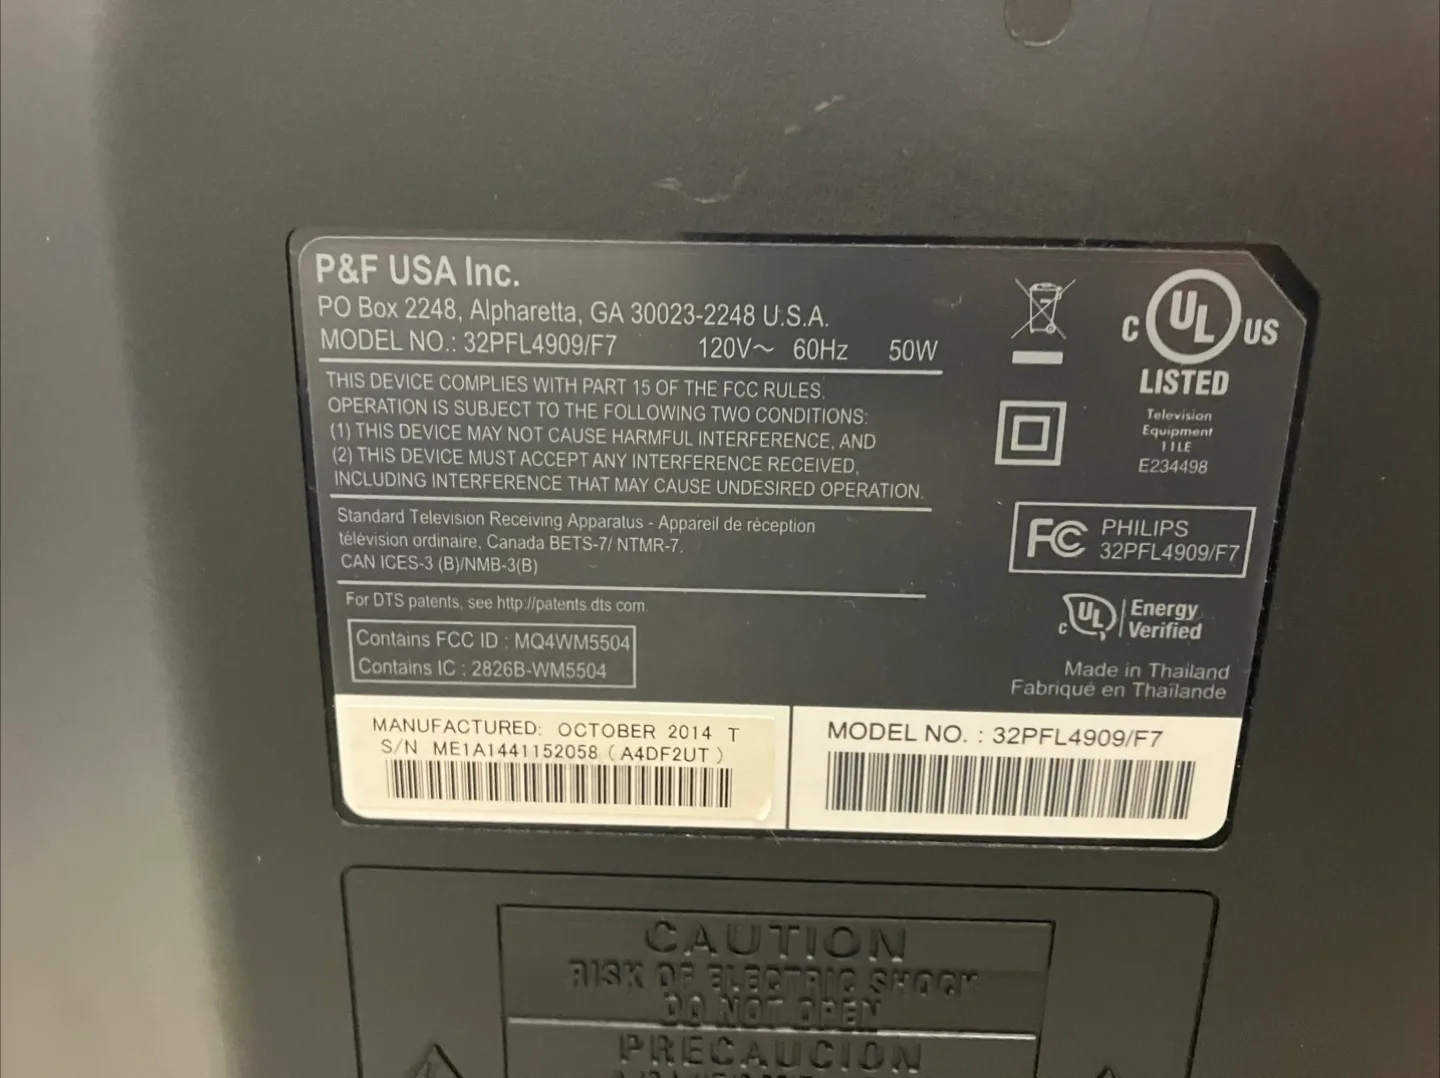 P&F USA Inc.
PO Box 2248, Alpharetta, GA 30023-2248 U.S.A.
MODEL NO.: 32PFL4909/F7 120V~ 60Hz 50W
THIS DEVICE COMPLIES WITH PART 15 OF THE FCC RULES.
OPERATION IS SUBJECT TO THE FOLLOWING TWO CONDITIONS:
(1) THIS DEVICE MAY NOT CAUSE HARMFUL INTERFERENCE, AND
(2) THIS DEVICE MUST ACCEPT ANY INTERFERENCE RECEIVED,
INCLUDING INTERFERENCE THAT MAY CAUSE UNDESIRED OPERATION.
Standard Television Receiving Apparatus - Appareil de réception
télévision ordinaire, Canada BETS-7/ NTMR-7.
CAN ICES-3 (B)/NMB-3(B)
For DTS patents, see http://patents.dts.com.
Contains FCC ID : MQ4WM5504
Contains IC : 2826B-WM5504
C UL US
LISTED
Television
Equipment
11LE
E234498
FC PHILIPS
32PFL4909/F7
C UL Energy
Verified
Made in Thailand
Fabriqué en Thaïlande
MANUFACTURED: OCTOBER 2014 T
S/N ME1A1441152058 (A4DF2UT)
MODEL NO. : 32PFL4909/F7
CAUTION
RISK OF ELECTRIC SHOCK
DO NOT OPEN
PRECAUCION